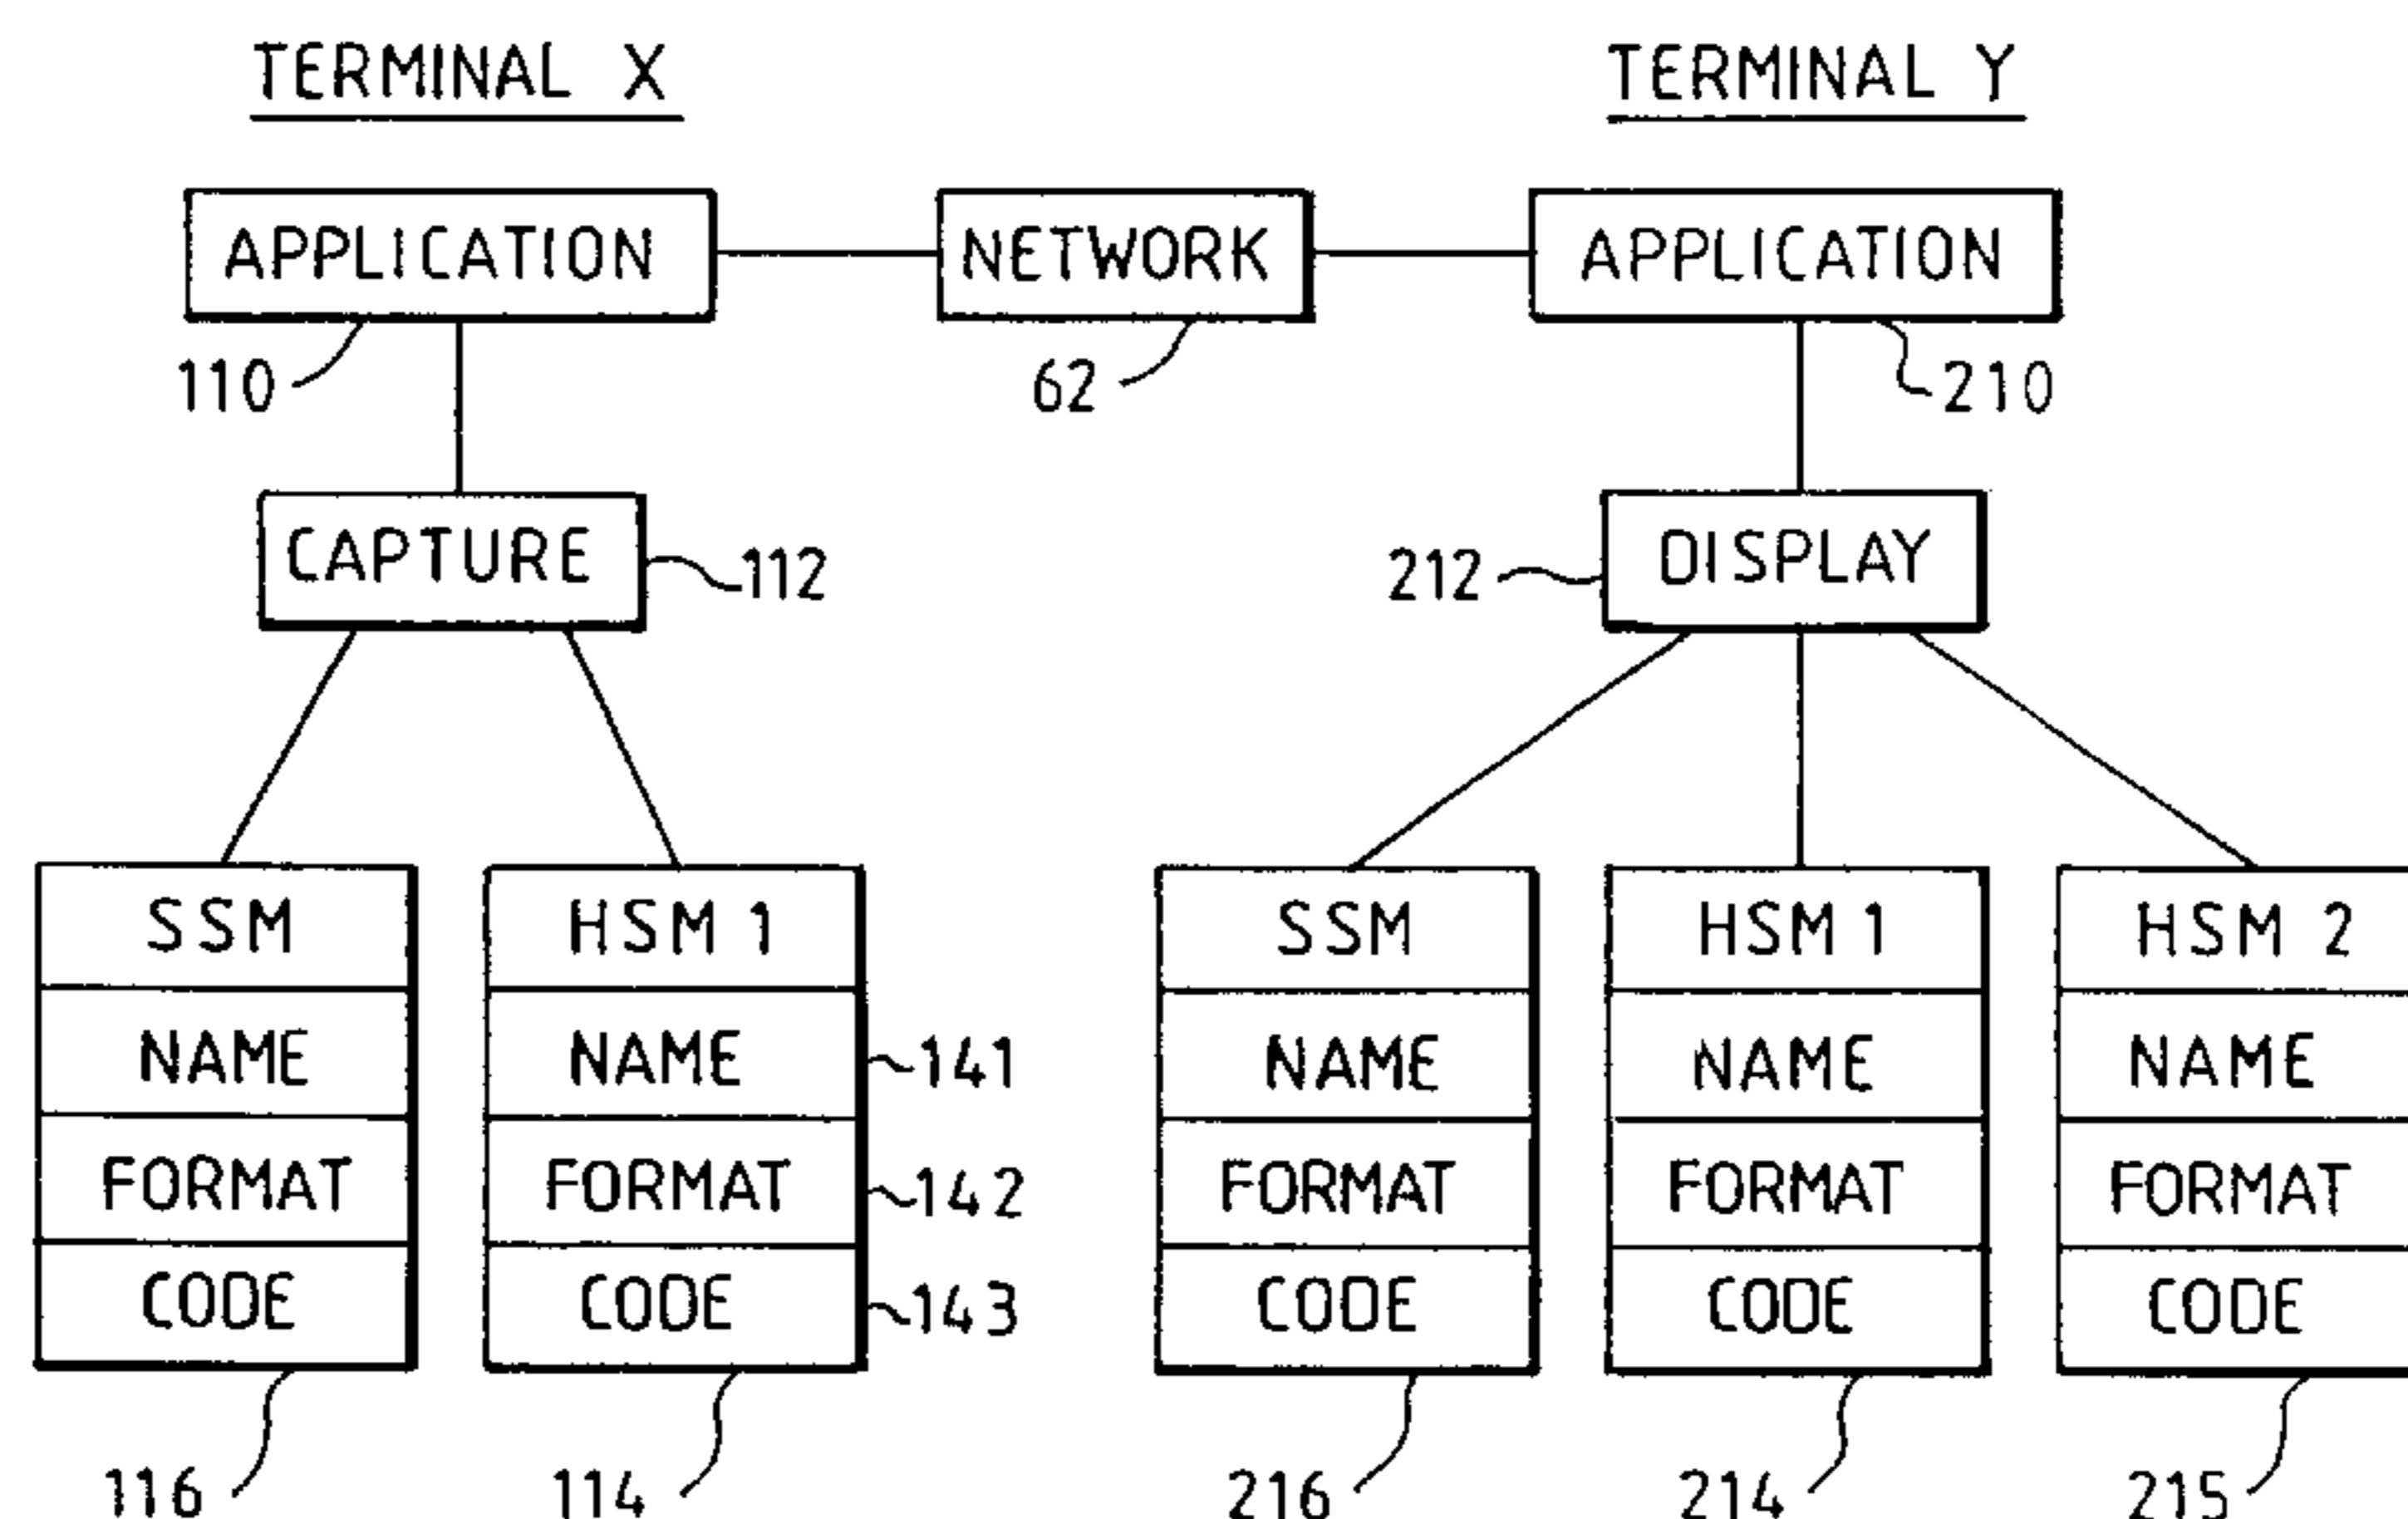 TERMINAL X
TERMINAL Y
APPLICATION
NETWORK
APPLICATION
110
62
210
CAPTURE
112
212
DISPLAY
SSM
HSM 1
SSM
HSM 1
HSM 2
NAME
NAME
141
NAME
NAME
NAME
FORMAT
FORMAT
142
FORMAT
FORMAT
FORMAT
CODE
CODE
143
CODE
CODE
CODE
116
114
216
214
215